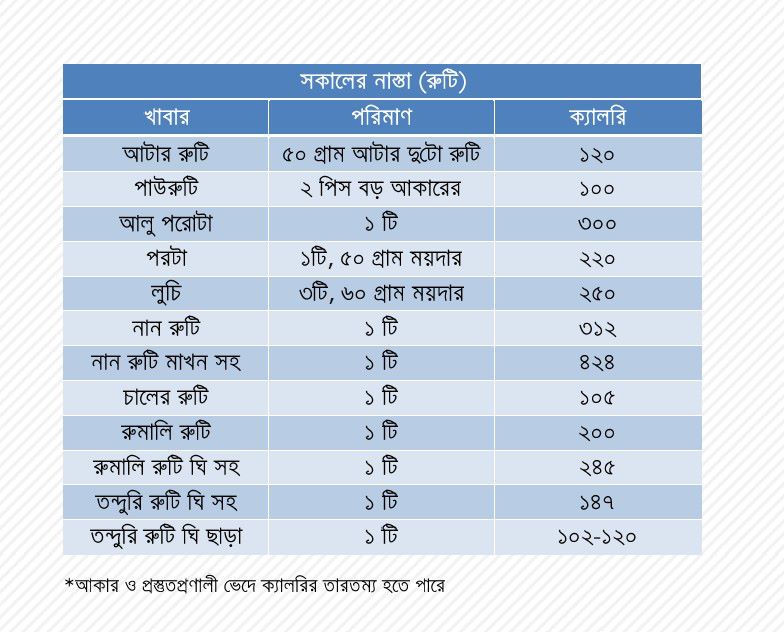 সকালের নাস্তা (রুটি)
খাবার পরিমাণ ক্যালরি
আটার রুটি ৫০ গ্রাম আটার দুটো রুটি ১২০
পাউরুটি ২ পিস বড় আকারের ১০০
আলু পরোটা ১ টি ৩০০
পরটা ১টি, ৫০ গ্রাম ময়দার ২২০
লুচি ৩টি, ৬০ গ্রাম ময়দার ২৫০
নান রুটি ১ টি ৩১২
নান রুটি মাখন সহ ১ টি ৪২৪
চালের রুটি ১ টি ১০৫
রুমালি রুটি ১ টি ২০০
রুমালি রুটি ঘি সহ ১ টি ২৪৫
তন্দুরি রুটি ঘি সহ ১ টি ১৪৭
তন্দুরি রুটি ঘি ছাড়া ১ টি ১০২-১২০
*আকার ও প্রস্তুতপ্রণালী ভেদে ক্যালরির তারতম্য হতে পারে